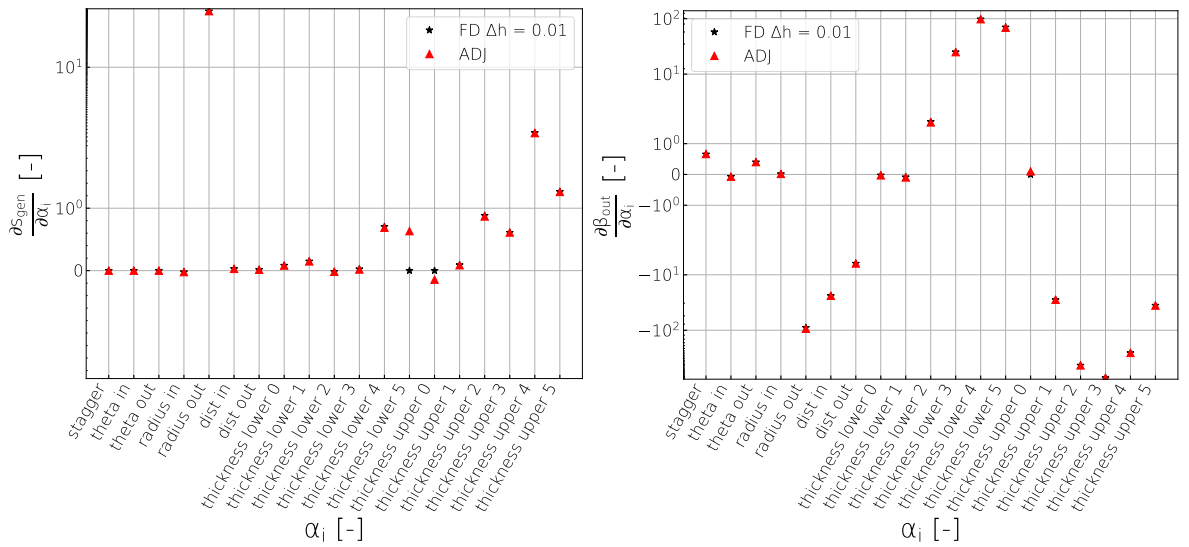 FD Δh = 0.01
ADJ
10¹
10⁰
0
∂s_gen
∂α_i
[-]
stagger
theta in
theta out
radius in
radius out
dist in
dist out
thickness lower 0
thickness lower 1
thickness lower 2
thickness lower 3
thickness lower 4
thickness lower 5
thickness upper 0
thickness upper 1
thickness upper 2
thickness upper 3
thickness upper 4
thickness upper 5
α_i [-]
FD Δh = 0.01
ADJ
10²
10¹
10⁰
0
−10⁰
−10¹
−10²
∂β_out
∂α_i
[-]
stagger
theta in
theta out
radius in
radius out
dist in
dist out
thickness lower 0
thickness lower 1
thickness lower 2
thickness lower 3
thickness lower 4
thickness lower 5
thickness upper 0
thickness upper 1
thickness upper 2
thickness upper 3
thickness upper 4
thickness upper 5
α_i [-]